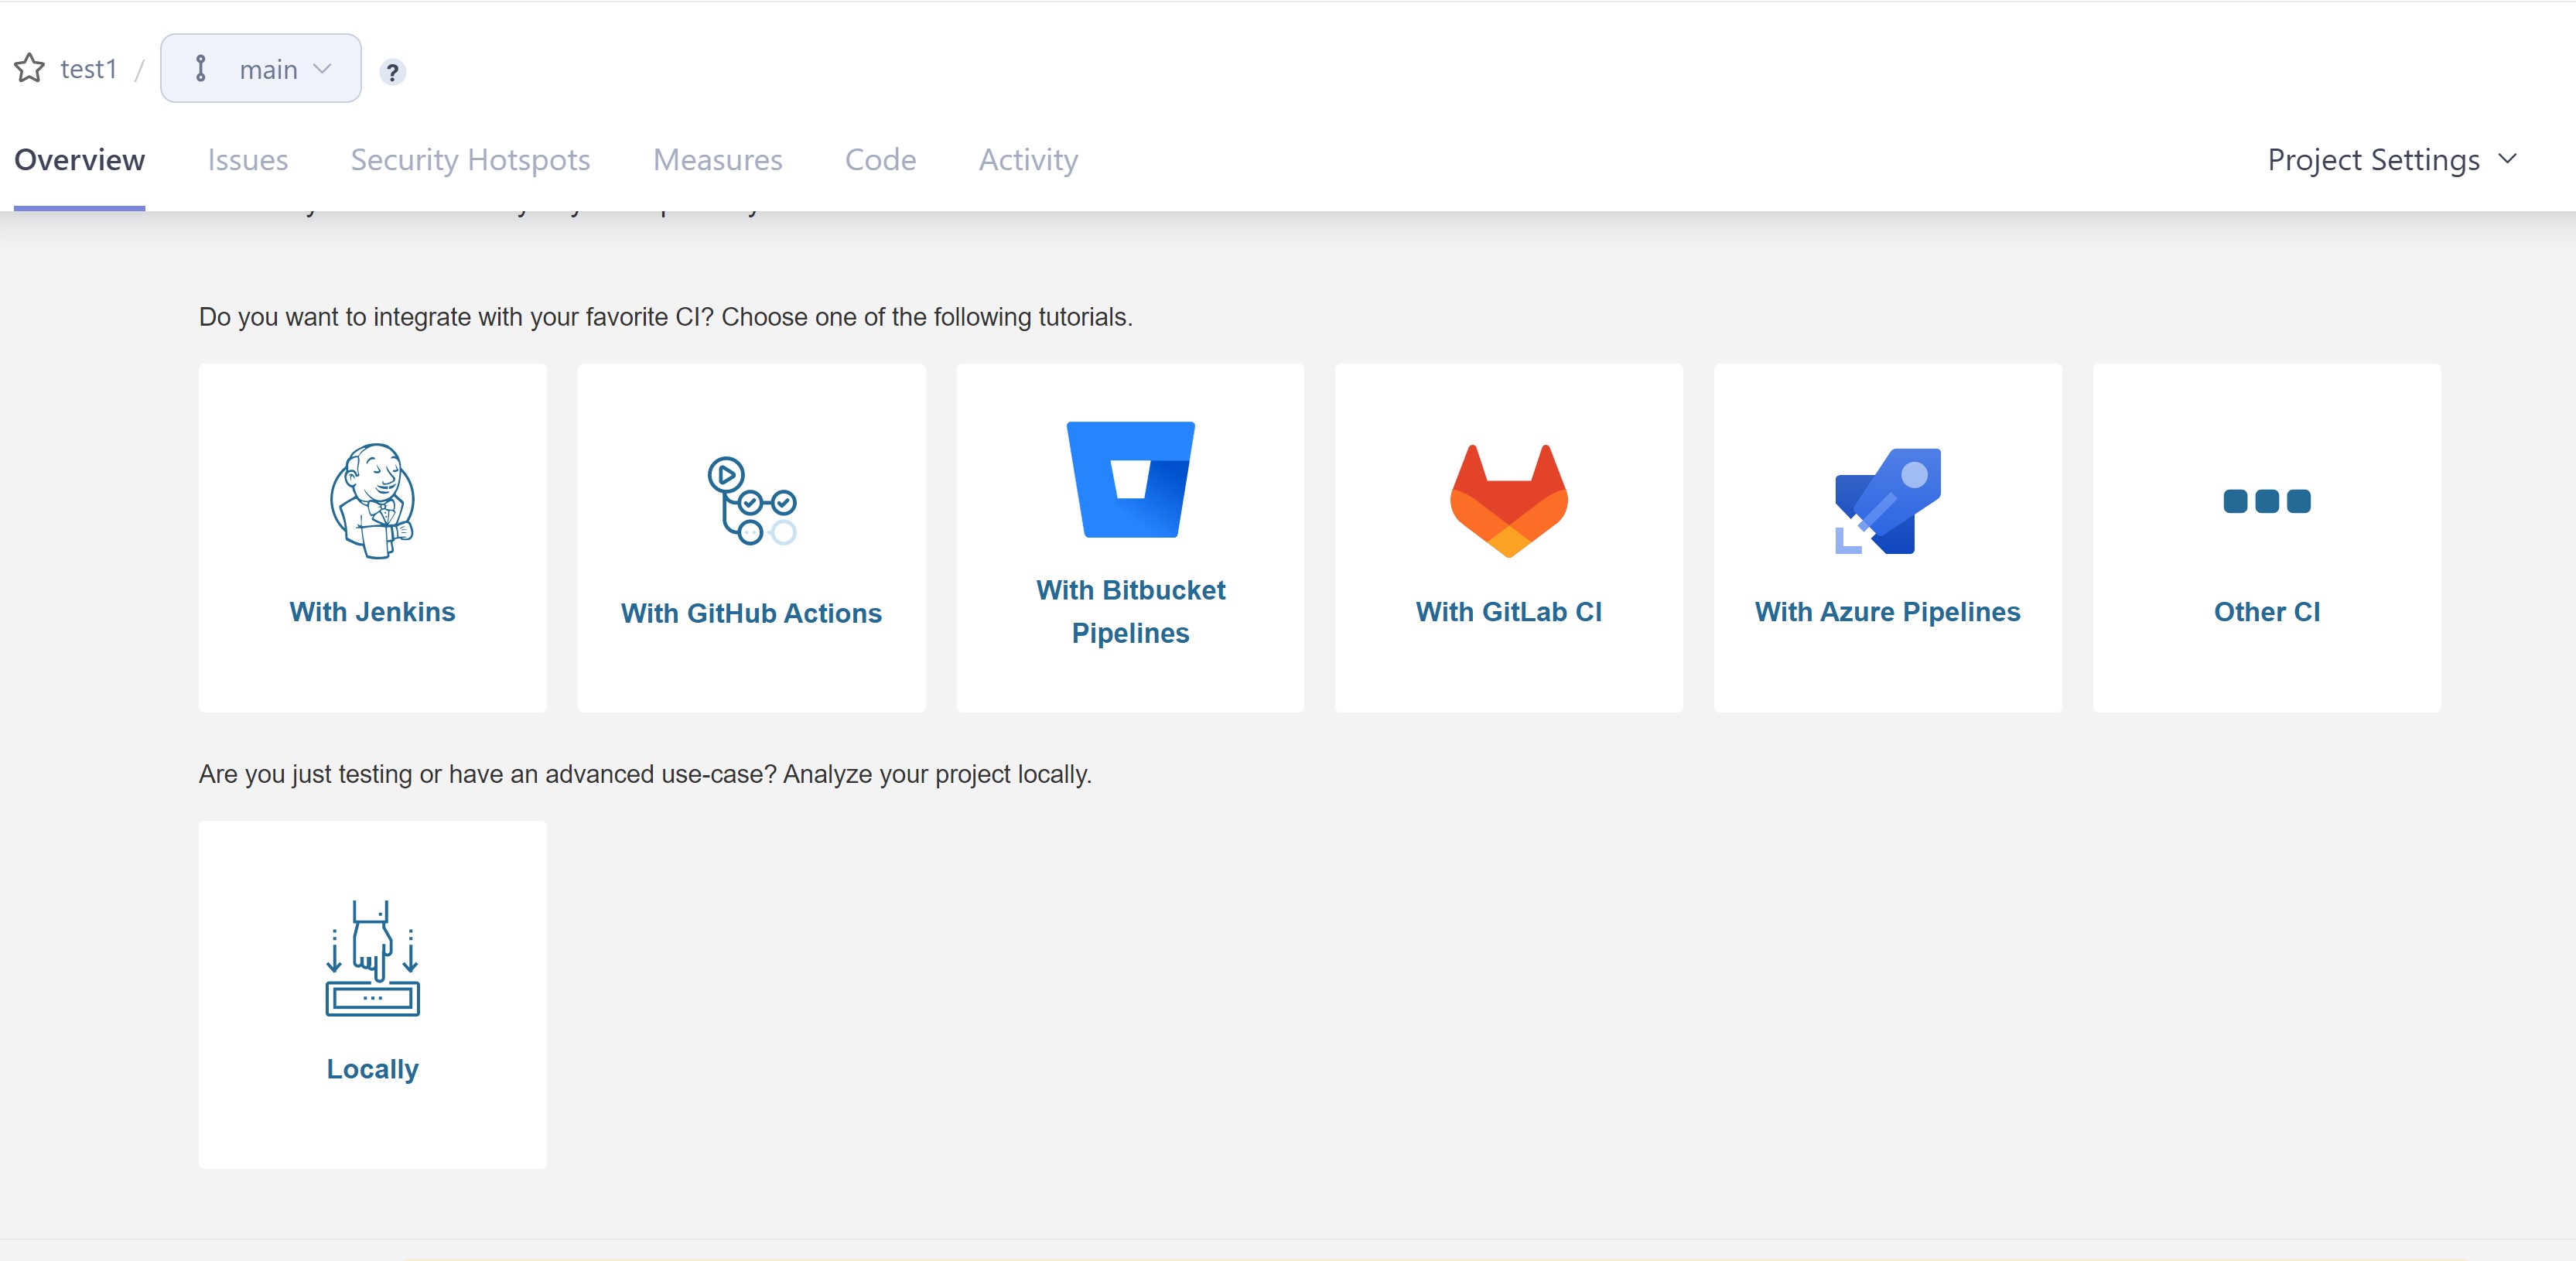 test1 / main ?
Overview Issues Security Hotspots Measures Code Activity Project Settings
Do you want to integrate with your favorite CI? Choose one of the following tutorials.
With Jenkins
With GitHub Actions
With Bitbucket
Pipelines
With GitLab CI
With Azure Pipelines
Other CI
Are you just testing or have an advanced use-case? Analyze your project locally.
Locally